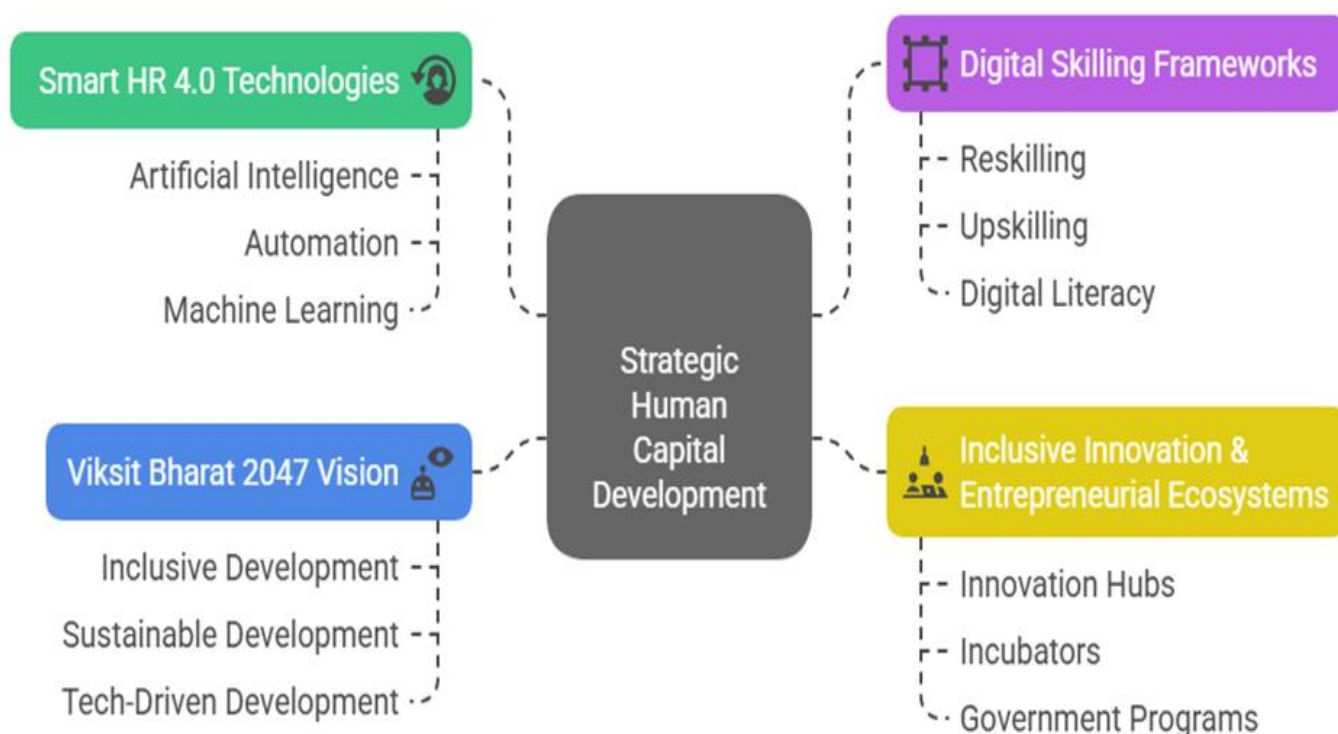 Smart HR 4.0 Technologies
Artificial Intelligence
Automation
Machine Learning
Viksit Bharat 2047 Vision
Inclusive Development
Sustainable Development
Tech-Driven Development
Strategic
Human
Capital
Development
Digital Skilling Frameworks
Reskilling
Upskilling
Digital Literacy
Inclusive Innovation &
Entrepreneurial Ecosystems
Innovation Hubs
Incubators
Government Programs